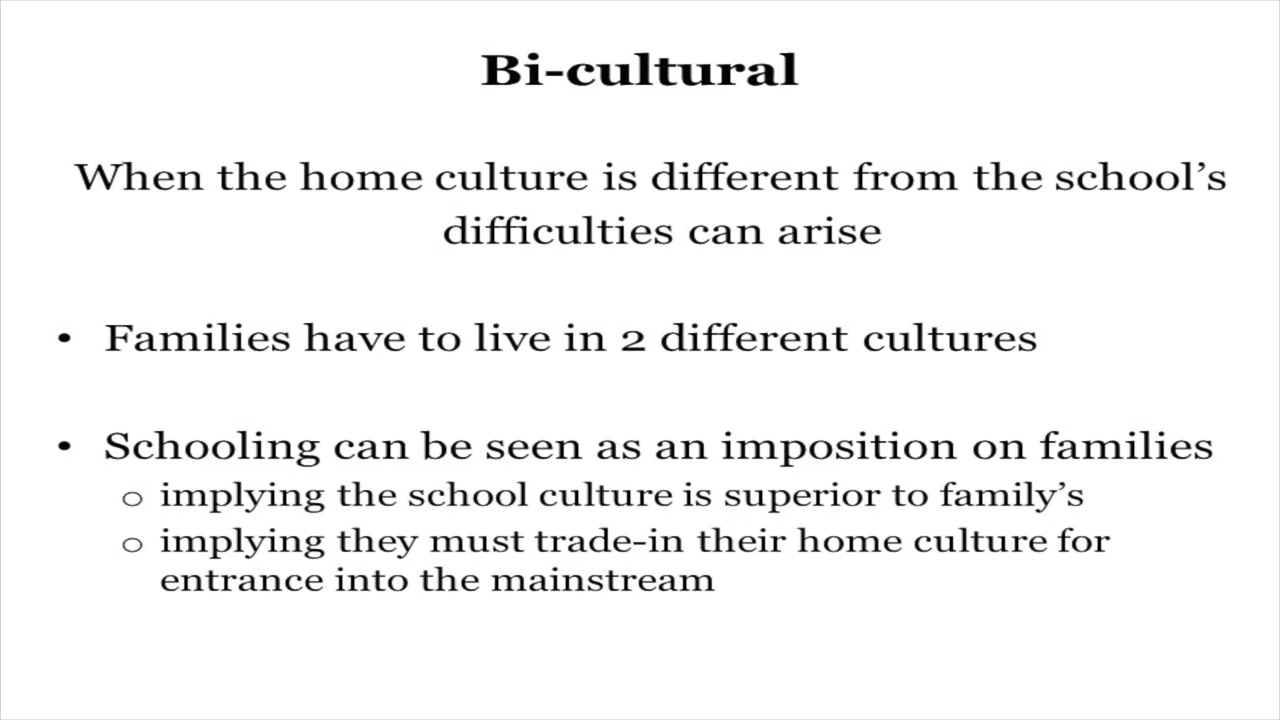 Bi-cultural
When the home culture is different from the school’s
difficulties can arise
• Families have to live in 2 different cultures
• Schooling can be seen as an imposition on families
o implying the school culture is superior to family’s
o implying they must trade-in their home culture for
entrance into the mainstream